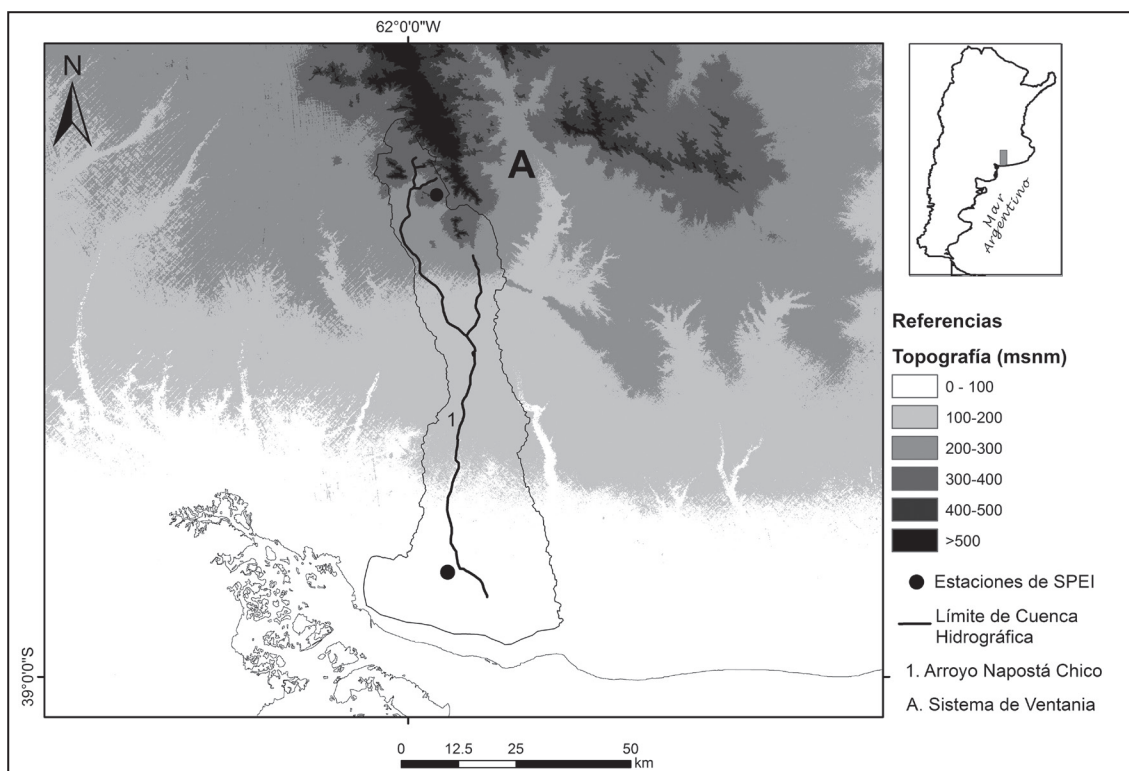 62°0'0"W
N
A
1
39°0'0"S
0 12.5 25 50
km
Mar
Argentino
Referencias
Topografía (msnm)
0 - 100
100-200
200-300
300-400
400-500
>500
Estaciones de SPEI
Límite de Cuenca
Hidrográfica
1. Arroyo Napostá Chico
A. Sistema de Ventania